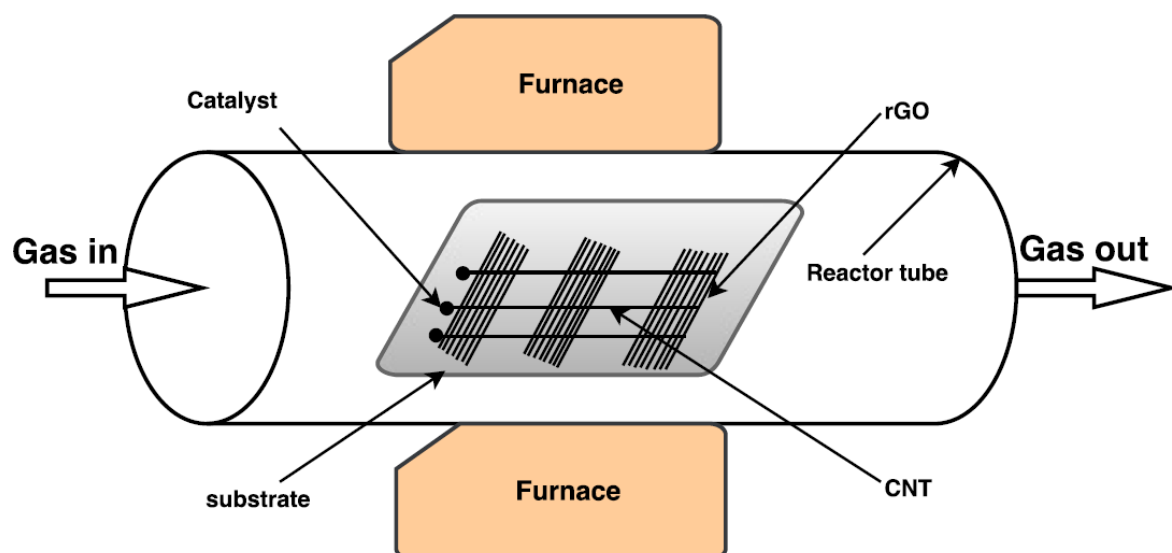 Furnace
Catalyst
rGO
Gas in
Gas out
Reactor tube
substrate
Furnace
CNT